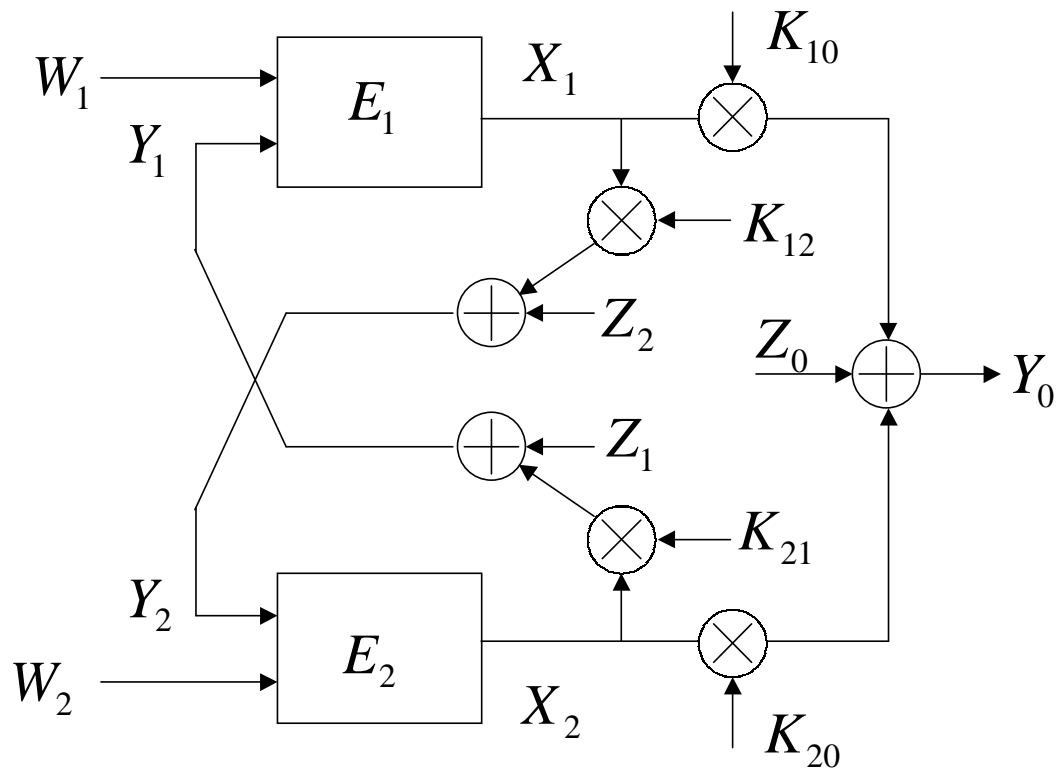 K₁₀
X₁
W₁
E₁
Y₁
K₁₂
Z₂
Z₀
Y₀
Z₁
K₂₁
Y₂
E₂
W₂
X₂
K₂₀